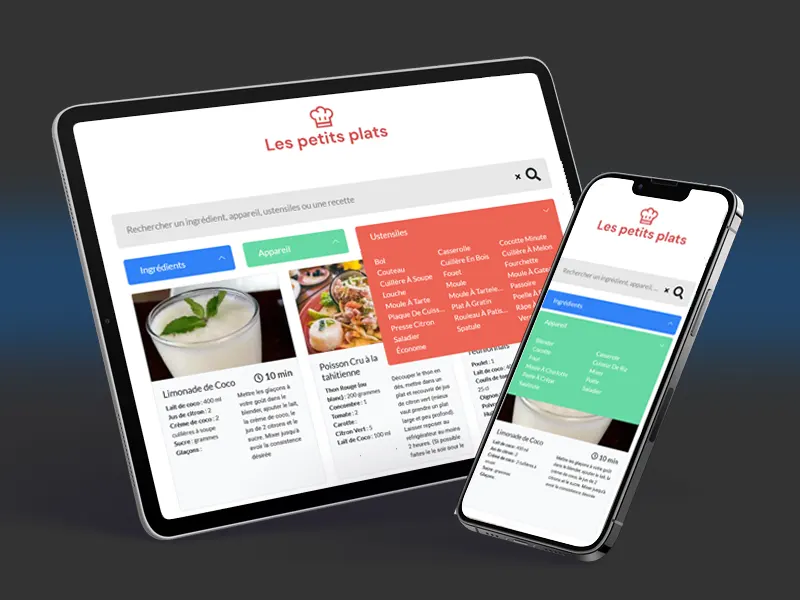 Les petits plats
Rechercher un ingrédient, appareil, ustensiles ou une recette
×
Ingrédients
Appareil
Ustensiles
Bol
Couteau
Cuillère À Soupe
Louche
Moule À Tarte
Plaque De Cuiss...
Presse Citron
Saladier
Économe
Casserole
Cuillère En Bois
Fouet
Moule
Moule À Tartele...
Plat À Gratin
Rouleau À Patis...
Spatule
Cocotte Minute
Cuillère À Melon
Fourchette
Moule À Gate
Passoire
Poelle À
Râpe À
Verre
Limonade de Coco
10 min
Lait de coco : 400 ml
Jus de citron : 2
Crème de coco : 2
cuillères à soupe
Sucre : grammes
Glaçons :
Mettre les glaçons à
votre goût dans le
blender, ajouter le lait,
la crème de coco, le
jus de 2 citrons et le
sucre. Mixer jusqu'à
avoir la consistence
désirée
Poisson Cru à la
tahitienne
Thon Rouge (ou
blanc) : 200 grammes
Concombre : 1
Tomate : 2
Carotte :
Citron Vert : 5
Lait de Coco : 100 ml
Découper le thon en
dés, mettre dans un
plat et recouvrir de jus
de citron vert (mieux
vaut prendre un plat
large et peu profond).
Laisser reposer au
réfrigérateur au moins
2 heures. (Si possible
faites-le le soir pour le
Poulet : 1
Lait de coco : 400
Coulis de tom
25 cl
Oignon
Poivr
Huil
Les petits plats
Rechercher un ingrédient, appareil,...
×
Ingrédients
Appareil
Blender
Cocotte
Four
Moule À Charlotte
Poele À Crêpe
Sauteuse
Casserole
Cuiseur De Riz
Mixer
Poêle
Saladier
Limonade de Coco
10 min
Lait de coco : 400 ml
Jus de citron : 2
Crème de coco : 2 cuillères à
soupe
Sucre : grammes
Glaçons :
Mettre les glaçons à votre goût
dans le blender, ajouter le lait,
la crème de coco, le jus de 2
citrons et le sucre. Mixer jusqu'à
avoir la consistence désirée